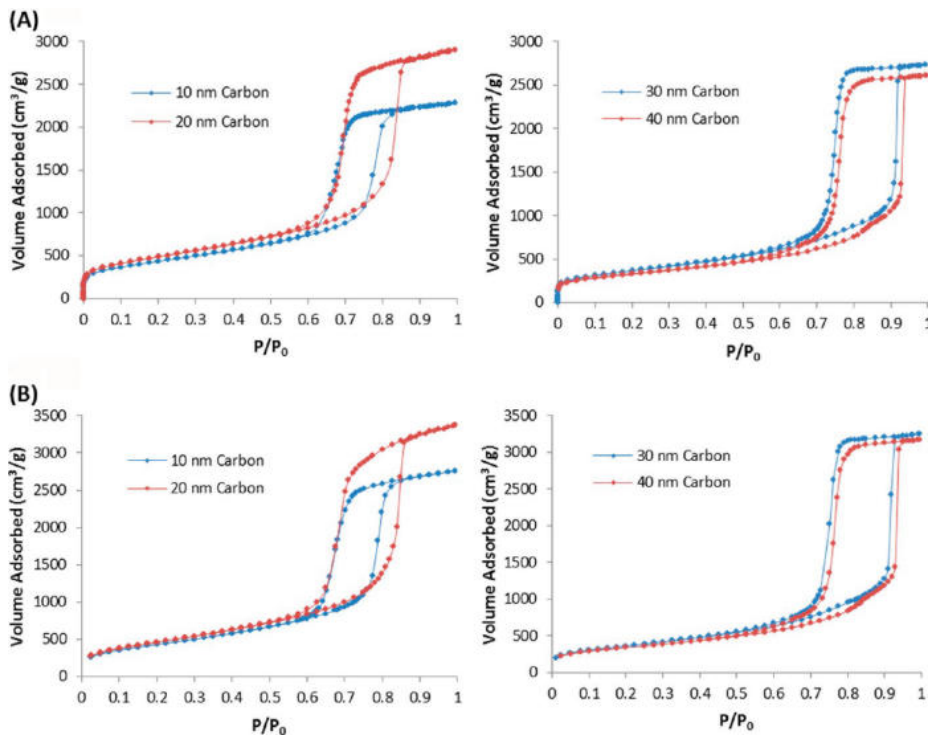 (A)
Volume Adsorbed (cm³/g)
3000
2500
2000
1500
1000
500
0
10 nm Carbon
20 nm Carbon
0 0.1 0.2 0.3 0.4 0.5 0.6 0.7 0.8 0.9 1
P/P₀
Volume Adsorbed (cm³/g)
3000
2500
2000
1500
1000
500
0
30 nm Carbon
40 nm Carbon
0 0.1 0.2 0.3 0.4 0.5 0.6 0.7 0.8 0.9 1
P/P₀
(B)
Volume Adsorbed (cm³/g)
3500
3000
2500
2000
1500
1000
500
0
10 nm Carbon
20 nm Carbon
0 0.1 0.2 0.3 0.4 0.5 0.6 0.7 0.8 0.9 1
P/P₀
Volume Adsorbed (cm³/g)
3500
3000
2500
2000
1500
1000
500
0
30 nm Carbon
40 nm Carbon
0 0.1 0.2 0.3 0.4 0.5 0.6 0.7 0.8 0.9 1
P/P₀